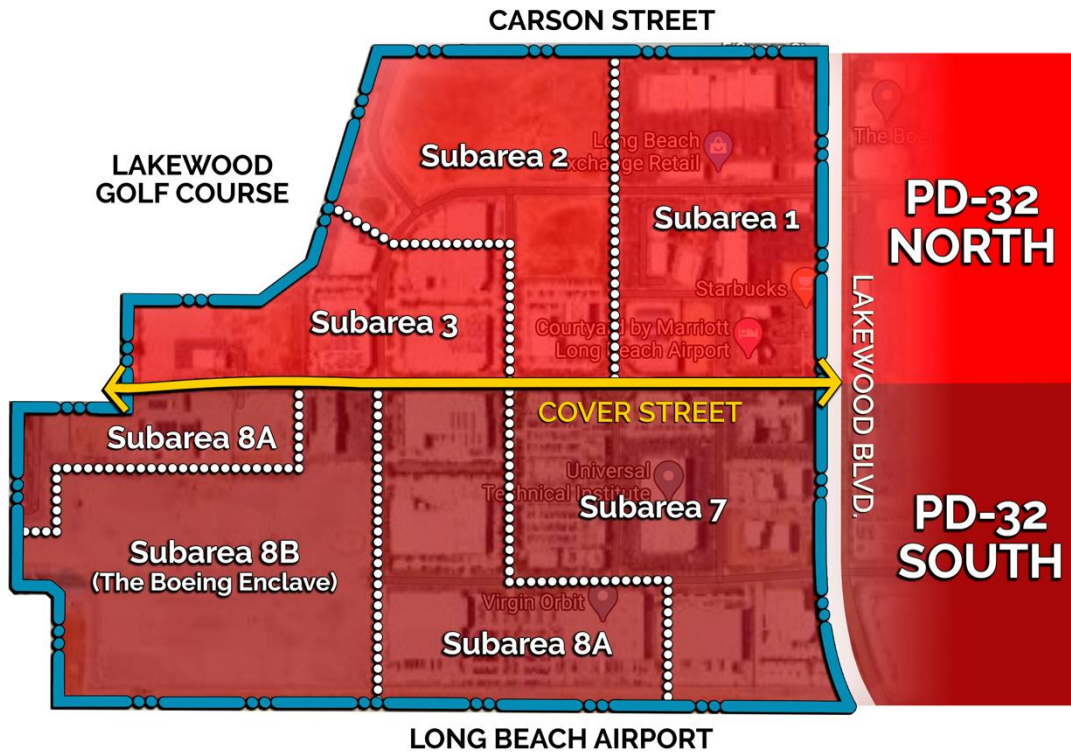 CARSON STREET
LAKEWOOD
GOLF COURSE
Subarea 2
Long Beach
Exchange Retail
The Boe
Subarea 1
PD-32
NORTH
Starbucks
Subarea 3
Courtyard by Marriott
Long Beach Airport
LAKEWOOD BLVD.
COVER STREET
Subarea 8A
Universal
Technical Institute
Subarea 7
PD-32
SOUTH
Subarea 8B
(The Boeing Enclave)
Virgin Orbit
Subarea 8A
LONG BEACH AIRPORT